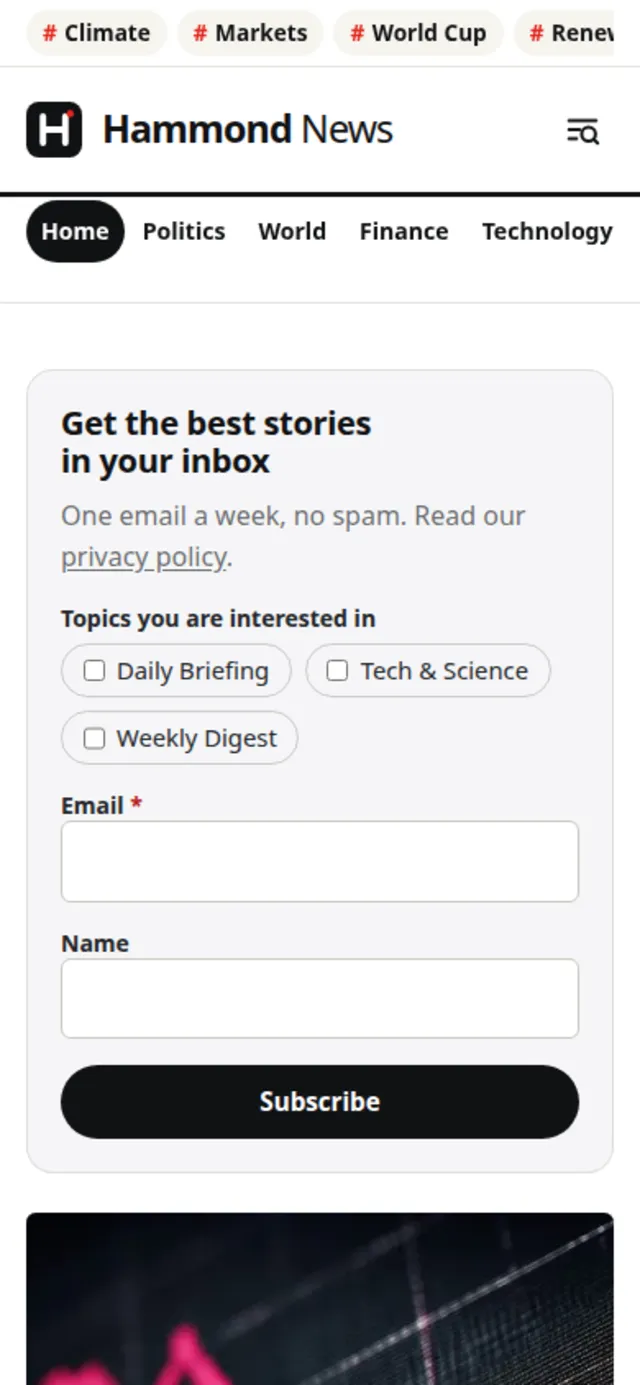 # Climate # Markets # World Cup #
Hammond News
Home Politics World Finance Technology
Get the best stories
in your inbox
One email a week, no spam. Read our
privacy policy.
Topics you are interested in
Daily Briefing Tech & Science
Weekly Digest
Email *
Name
Subscribe